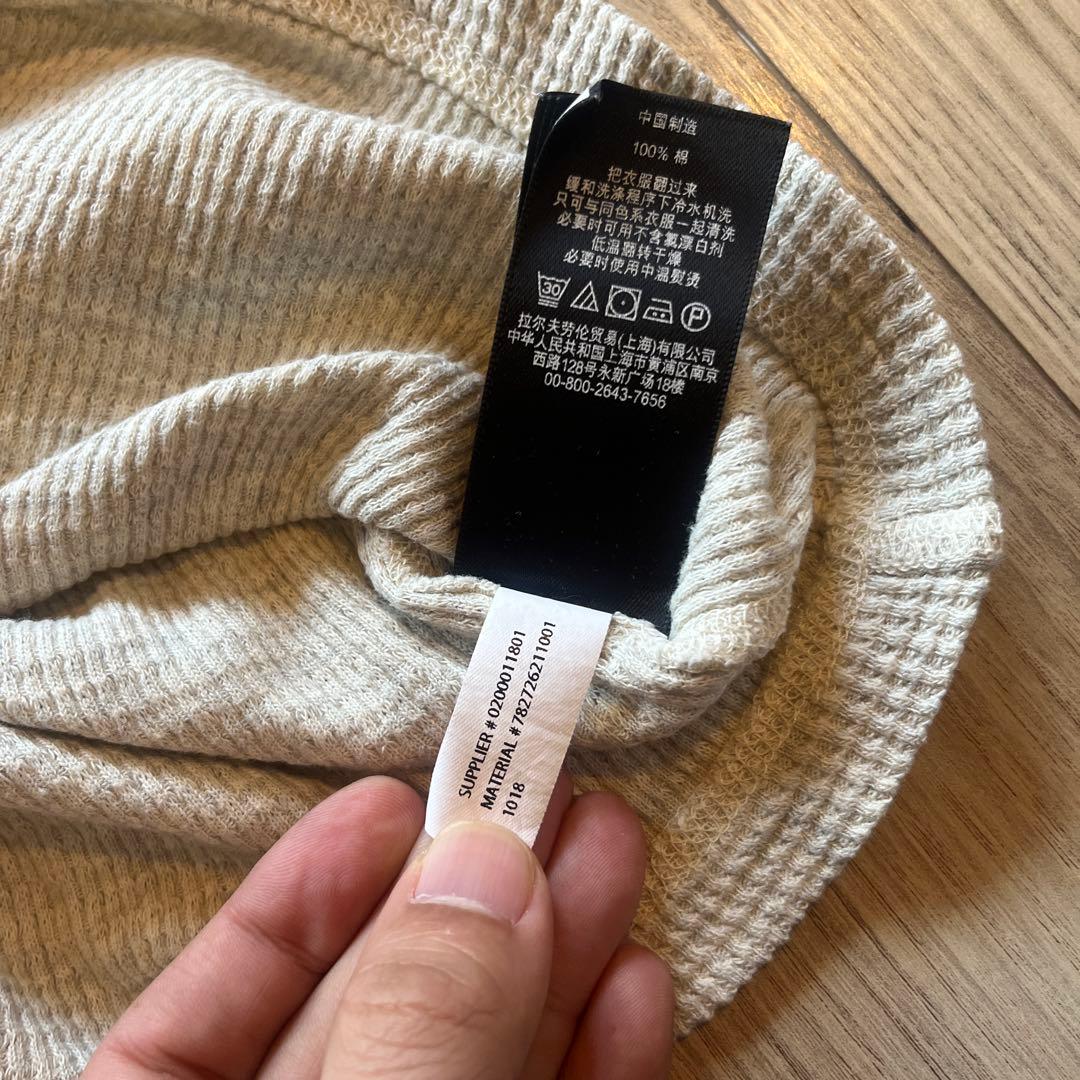 中国制造
100% 棉
把衣服翻过来
缓和洗涤程序下冷水机洗
只可与同色系衣服一起清洗
必要时可用不含氯漂白剂
低温翻转干燥
必要时使用中温熨烫
30
P
拉尔夫劳伦贸易(上海)有限公司
中华人民共和国上海市黄浦区南京
西路128号永新广场18楼
00-800-2643-7656
SUPPLIER # 0200011801
MATERIAL # 782726211001
1018